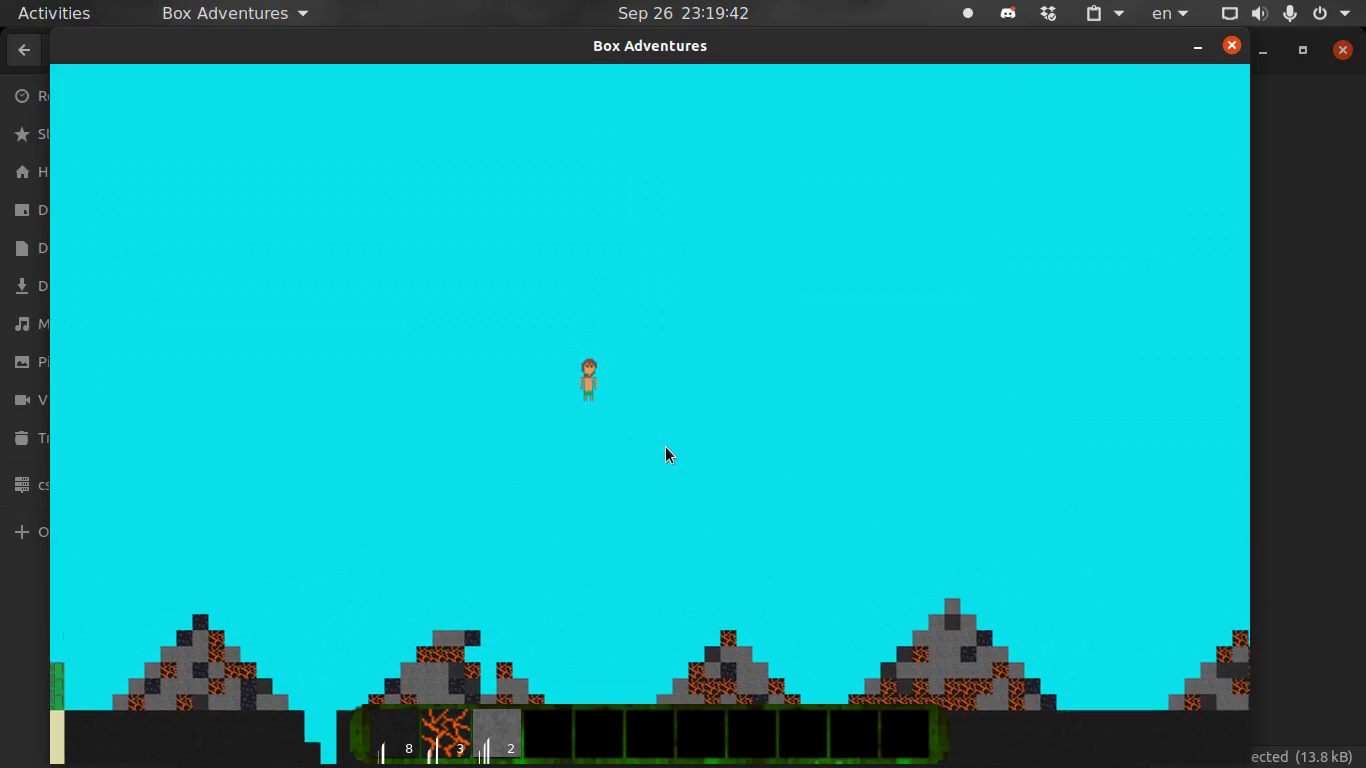 Activities
Box Adventures
Sep 26 23:19:42
en
Box Adventures
8
3
2
ected (13.8 kB)